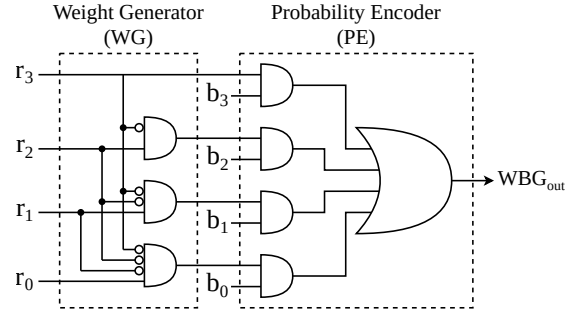 Weight Generator
(WG)
Probability Encoder
(PE)
r3
b3
r2
b2
r1
b1
r0
b0
WBGout